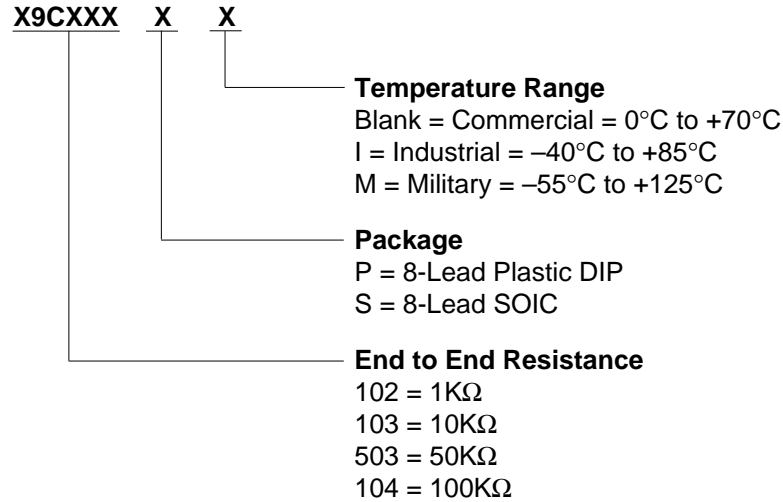 X9CXXX X X
Temperature Range
Blank = Commercial = 0°C to +70°C
I = Industrial = –40°C to +85°C
M = Military = –55°C to +125°C
Package
P = 8-Lead Plastic DIP
S = 8-Lead SOIC
End to End Resistance
102 = 1KΩ
103 = 10KΩ
503 = 50KΩ
104 = 100KΩ